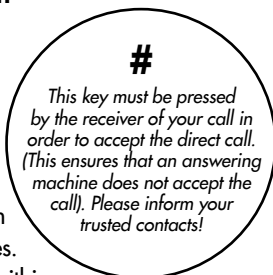 #
This key must be pressed
by the receiver of your call in
order to accept the direct call.
(This ensures that an answering
machine does not accept the
call). Please inform your
trusted contacts!
es.